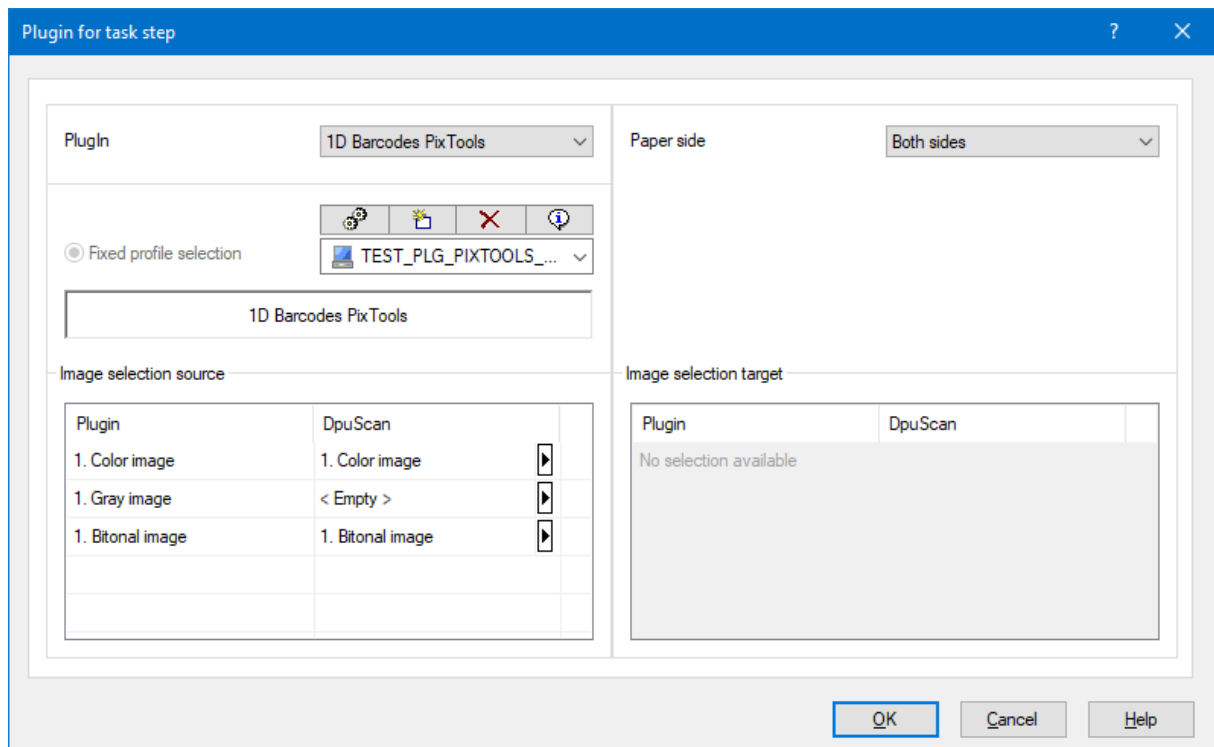 Plugin for task step
?
PlugIn
1D Barcodes PixTools
Paper side
Both sides
Fixed profile selection
TEST_PLG_PIXTOOLS_...
1D Barcodes PixTools
Image selection source
Plugin DpuScan
1. Color image 1. Color image
1. Gray image < Empty >
1. Bitonal image 1. Bitonal image
Image selection target
Plugin DpuScan
No selection available
OK Cancel Help